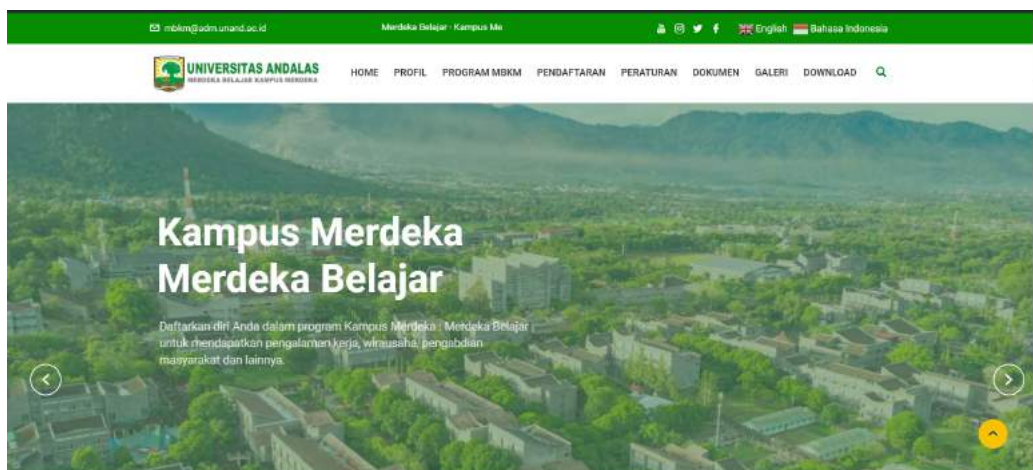 mbkm@adm.unand.ac.id
Merdeka Belajar - Kampus Me
English Bahasa Indonesia
UNIVERSITAS ANDALAS
MERDEKA BELAJAR KAMPUS MERDEKA
HOME PROFIL PROGRAM MBKM PENDAFTARAN PERATURAN DOKUMEN GALERI DOWNLOAD
Kampus Merdeka
Merdeka Belajar
Daftarkan diri Anda dalam program Kampus Merdeka : Merdeka Belajar
untuk mendapatkan pengalaman kerja, wirausaha, pengabdian
masyarakat dan lainnya.